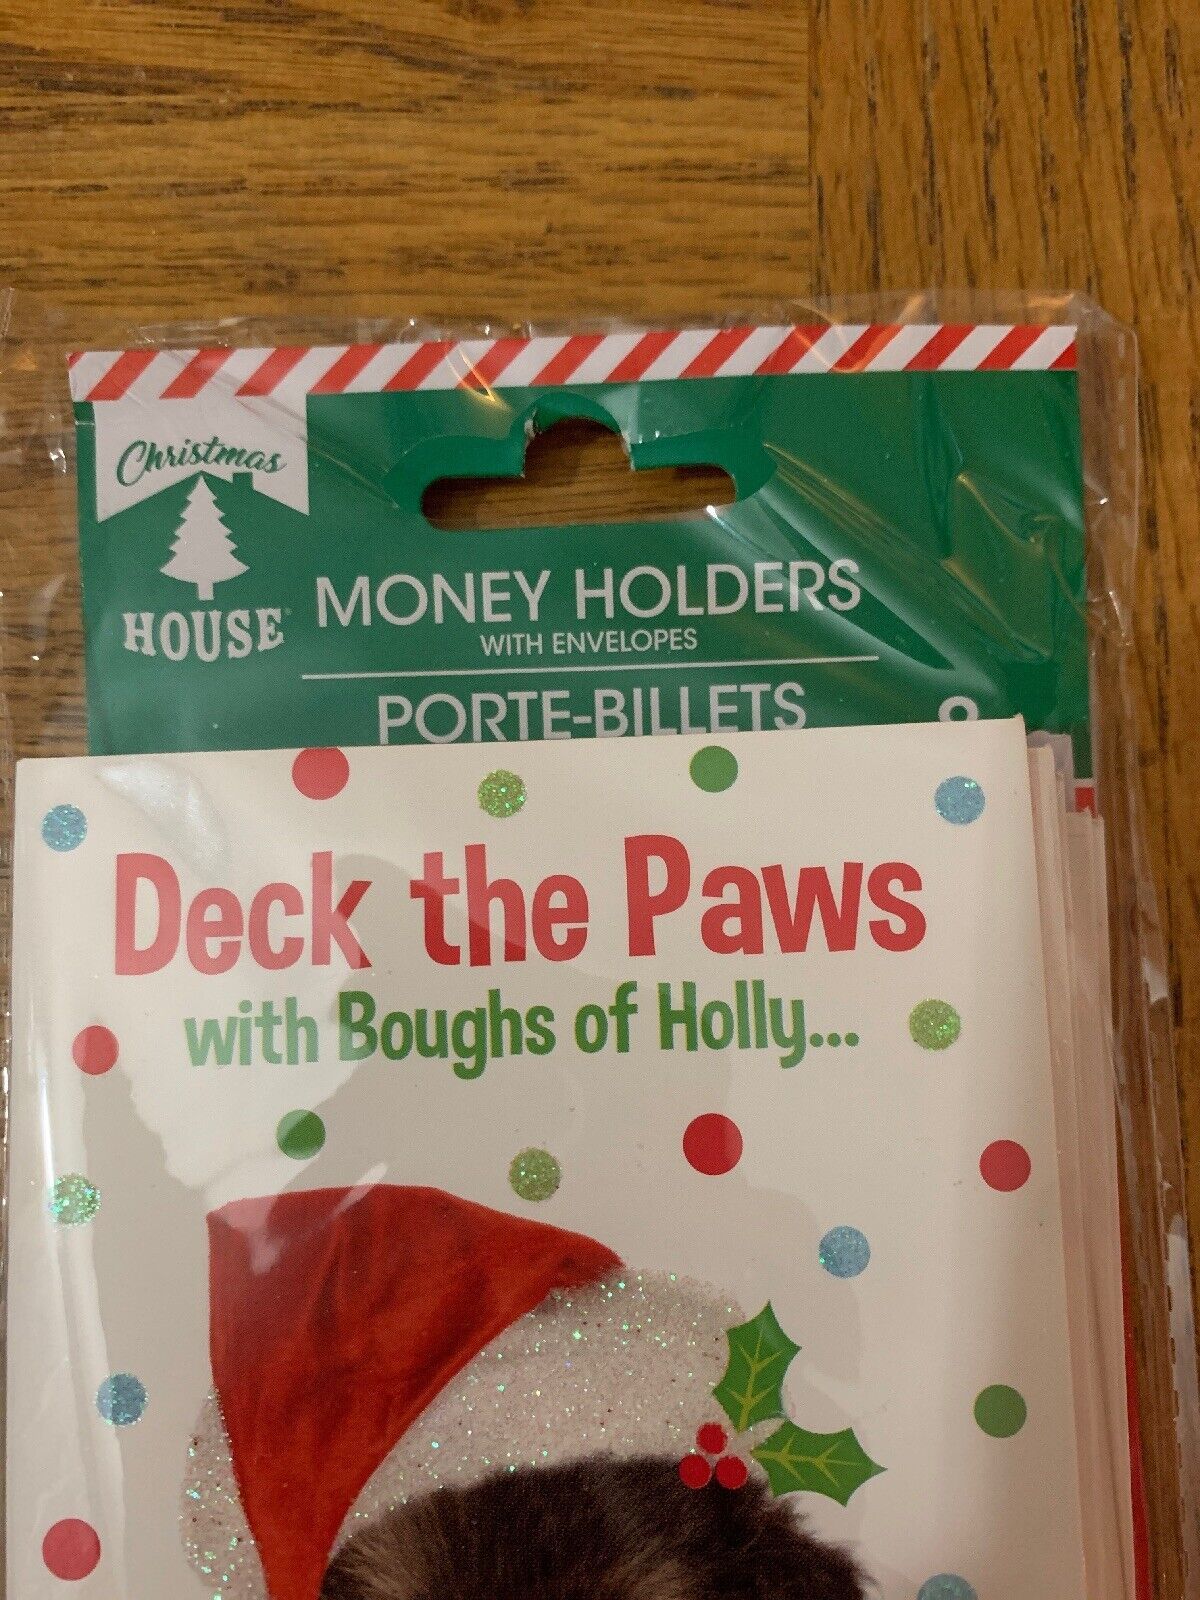 Christmas
HOUSE
MONEY HOLDERS
WITH ENVELOPES
PORTE-BILLETS
Deck the Paws
with Boughs of Holly...